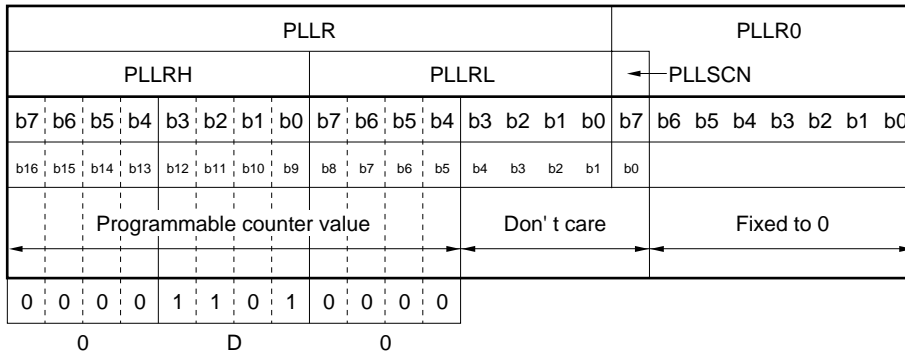 PLLR PLLR0
PLLRH PLLRL PLLSCN
b7 b6 b5 b4 b3 b2 b1 b0 b7 b6 b5 b4 b3 b2 b1 b0 b7 b6 b5 b4 b3 b2 b1 b0
b16 b15 b14 b13 b12 b11 b10 b9 b8 b7 b6 b5 b4 b3 b2 b1 b0
Programmable counter value Don' t care Fixed to 0
0 0 0 0 1 1 0 1 0 0 0 0
0 D 0